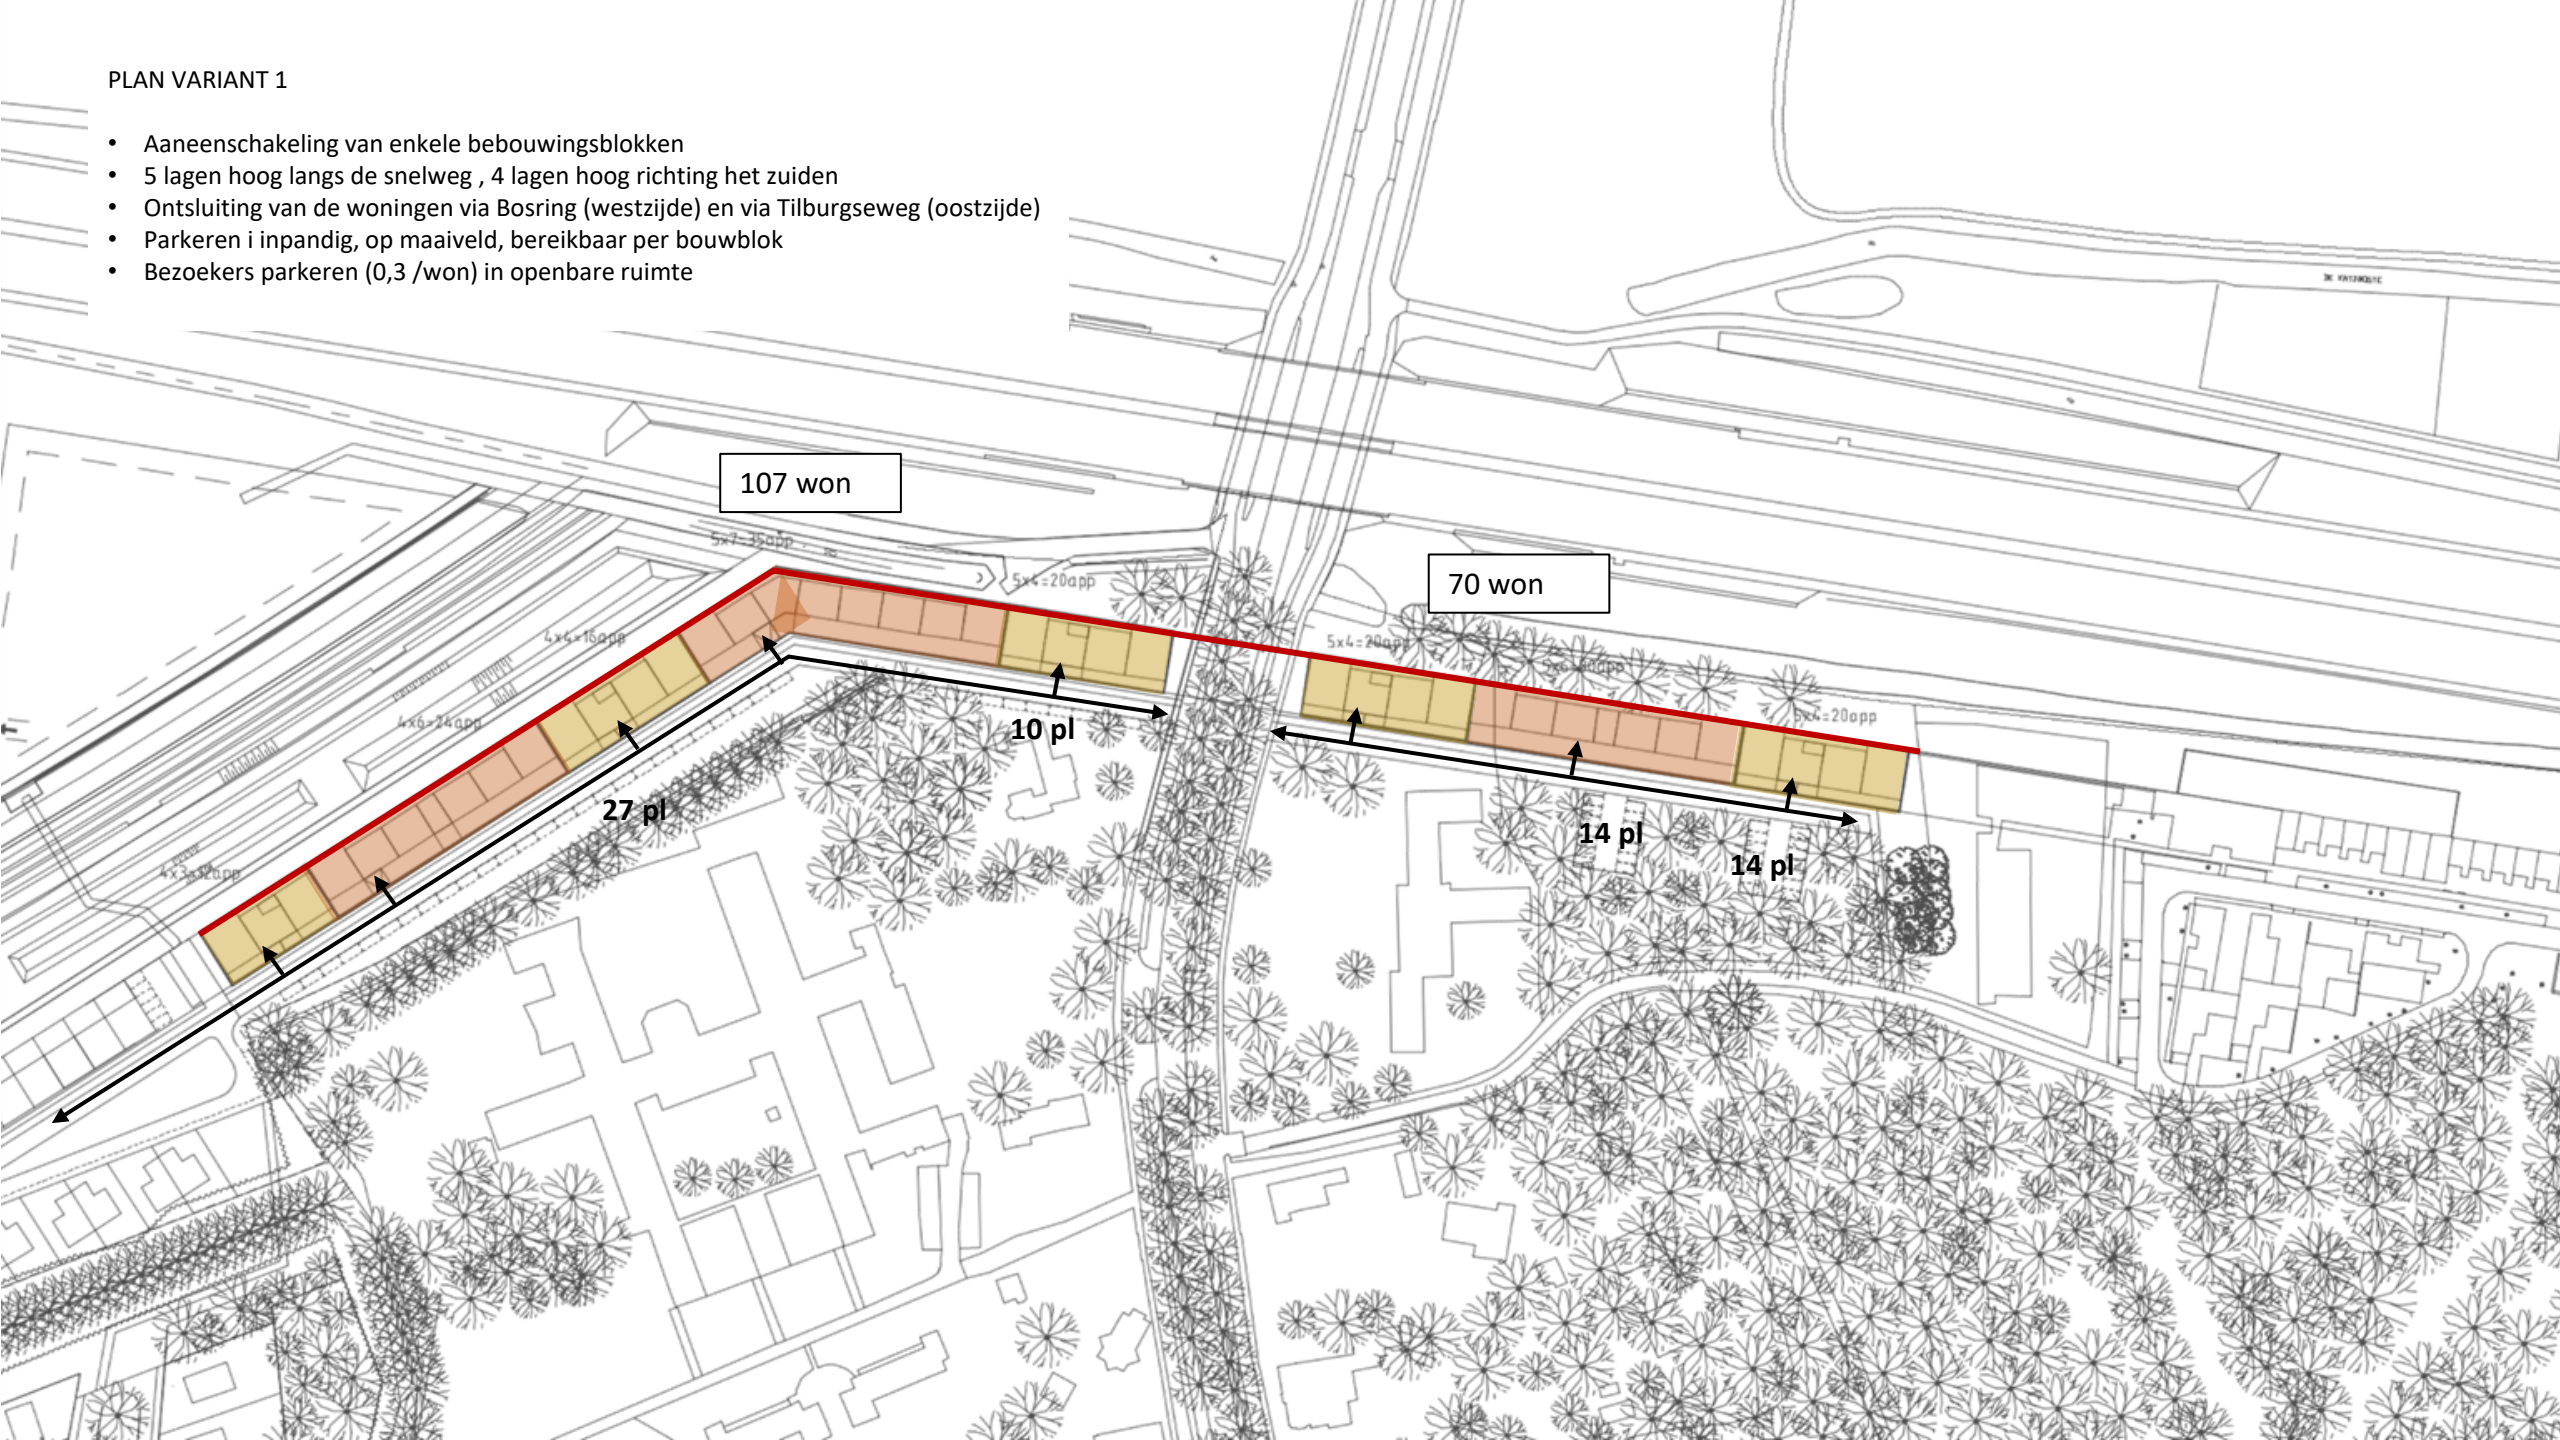 PLAN VARIANT 1
• Aaneenschakeling van enkele bebouwingsblokken
• 5 lagen hoog langs de snelweg , 4 lagen hoog richting het zuiden
• Ontsluiting van de woningen via Bosring (westzijde) en via Tilburgseweg (oostzijde)
• Parkeren i inpandig, op maaiveld, bereikbaar per bouwblok
• Bezoekers parkeren (0,3 /won) in openbare ruimte
107 won
5x7=35app
5x4=20app
70 won
4x4=16app
5x4=20app
4x6=24app
5x4=20app
10 pl
27 pl
14 pl
14 pl
4x3=12app